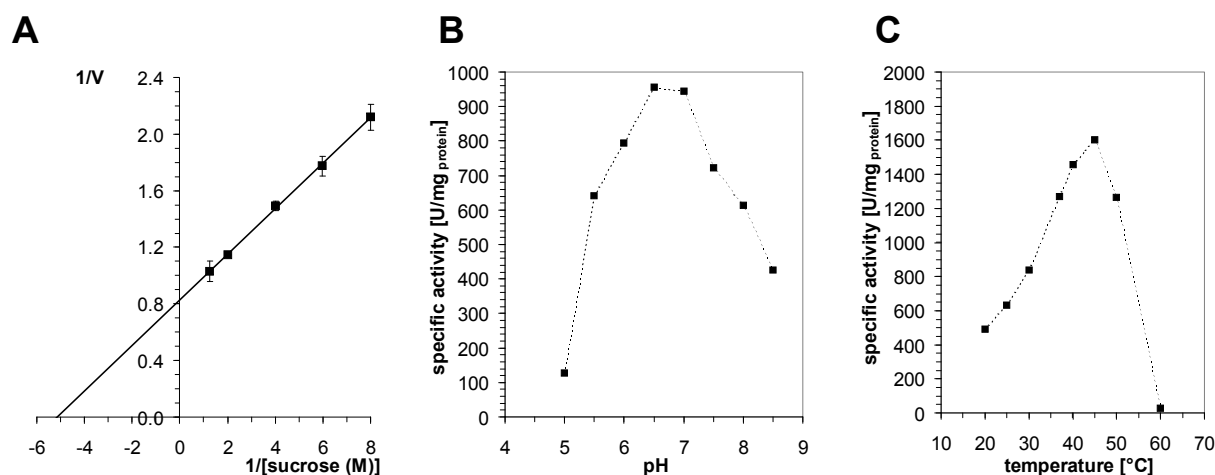 A
1/V
2.4
2.0
1.6
1.2
0.8
0.4
0.0
-6 -4 -2 0 2 4 6 8
1/[sucrose (M)]
B
specific activity [U/mg protein]
1000
900
800
700
600
500
400
300
200
100
0
4 5 6 7 8 9
pH
C
specific activity [U/mg protein]
2000
1800
1600
1400
1200
1000
800
600
400
200
0
10 20 30 40 50 60 70
temperature [°C]